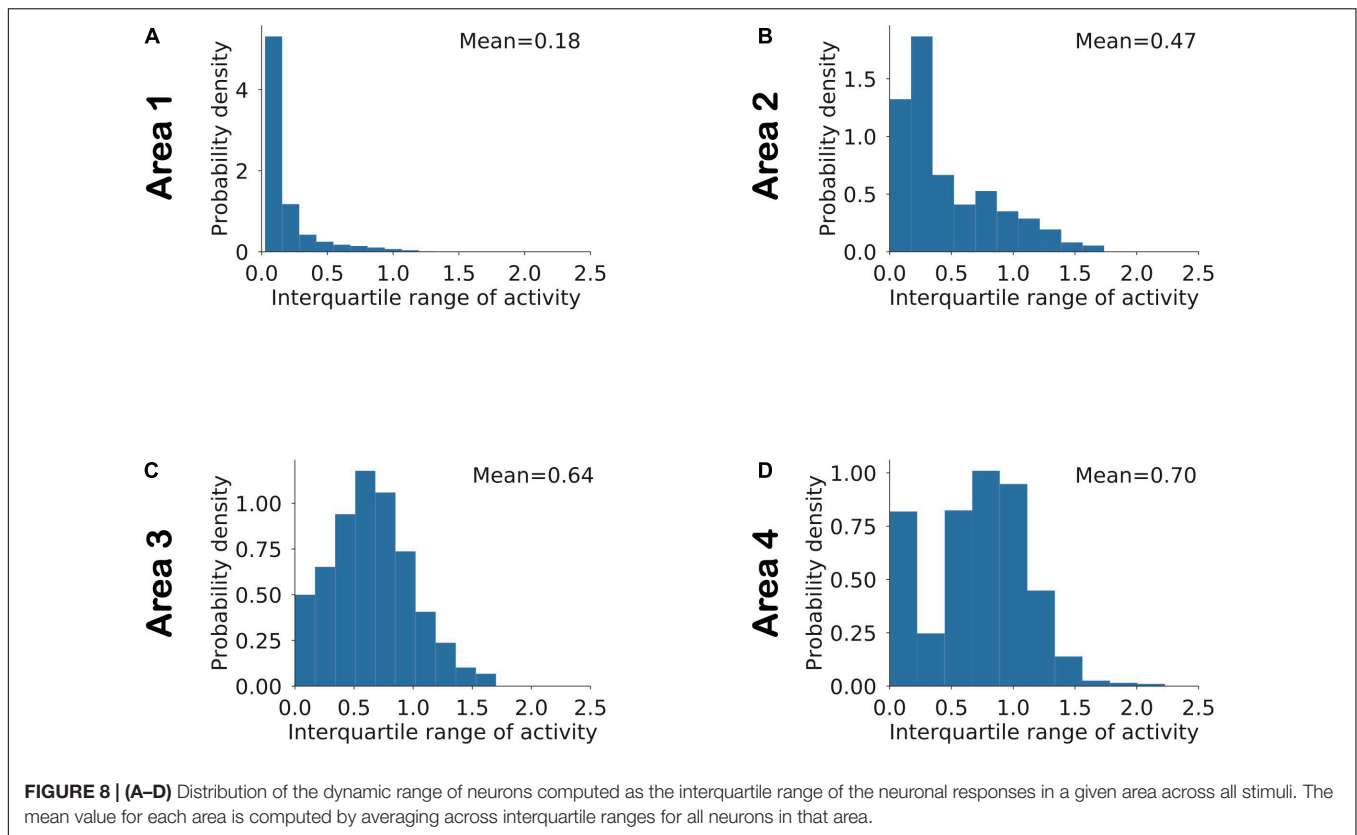 A
Mean=0.18
Area 1
Probability density
4
2
0
0.0 0.5 1.0 1.5 2.0 2.5
Interquartile range of activity
B
Mean=0.47
Area 2
Probability density
1.5
1.0
0.5
0.0
0.0 0.5 1.0 1.5 2.0 2.5
Interquartile range of activity
C
Mean=0.64
Area 3
Probability density
1.00
0.75
0.50
0.25
0.00
0.0 0.5 1.0 1.5 2.0 2.5
Interquartile range of activity
D
Mean=0.70
Area 4
Probability density
1.00
0.75
0.50
0.25
0.00
0.0 0.5 1.0 1.5 2.0 2.5
Interquartile range of activity
FIGURE 8 | (A–D) Distribution of the dynamic range of neurons computed as the interquartile range of the neuronal responses in a given area across all stimuli. The
mean value for each area is computed by averaging across interquartile ranges for all neurons in that area.